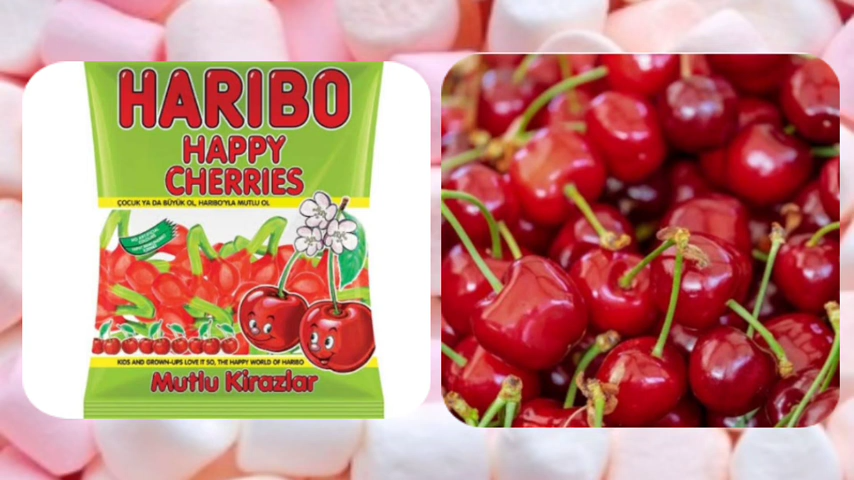 HARIBO
HAPPY
CHERRIES
ÇOCUK YA DA BÜYÜK OL, HARIBO'YLA MUTLU OL
KIDS AND GROWN-UPS LOVE IT SO, THE HAPPY WORLD OF HARIBO
Mutlu Kirazlar